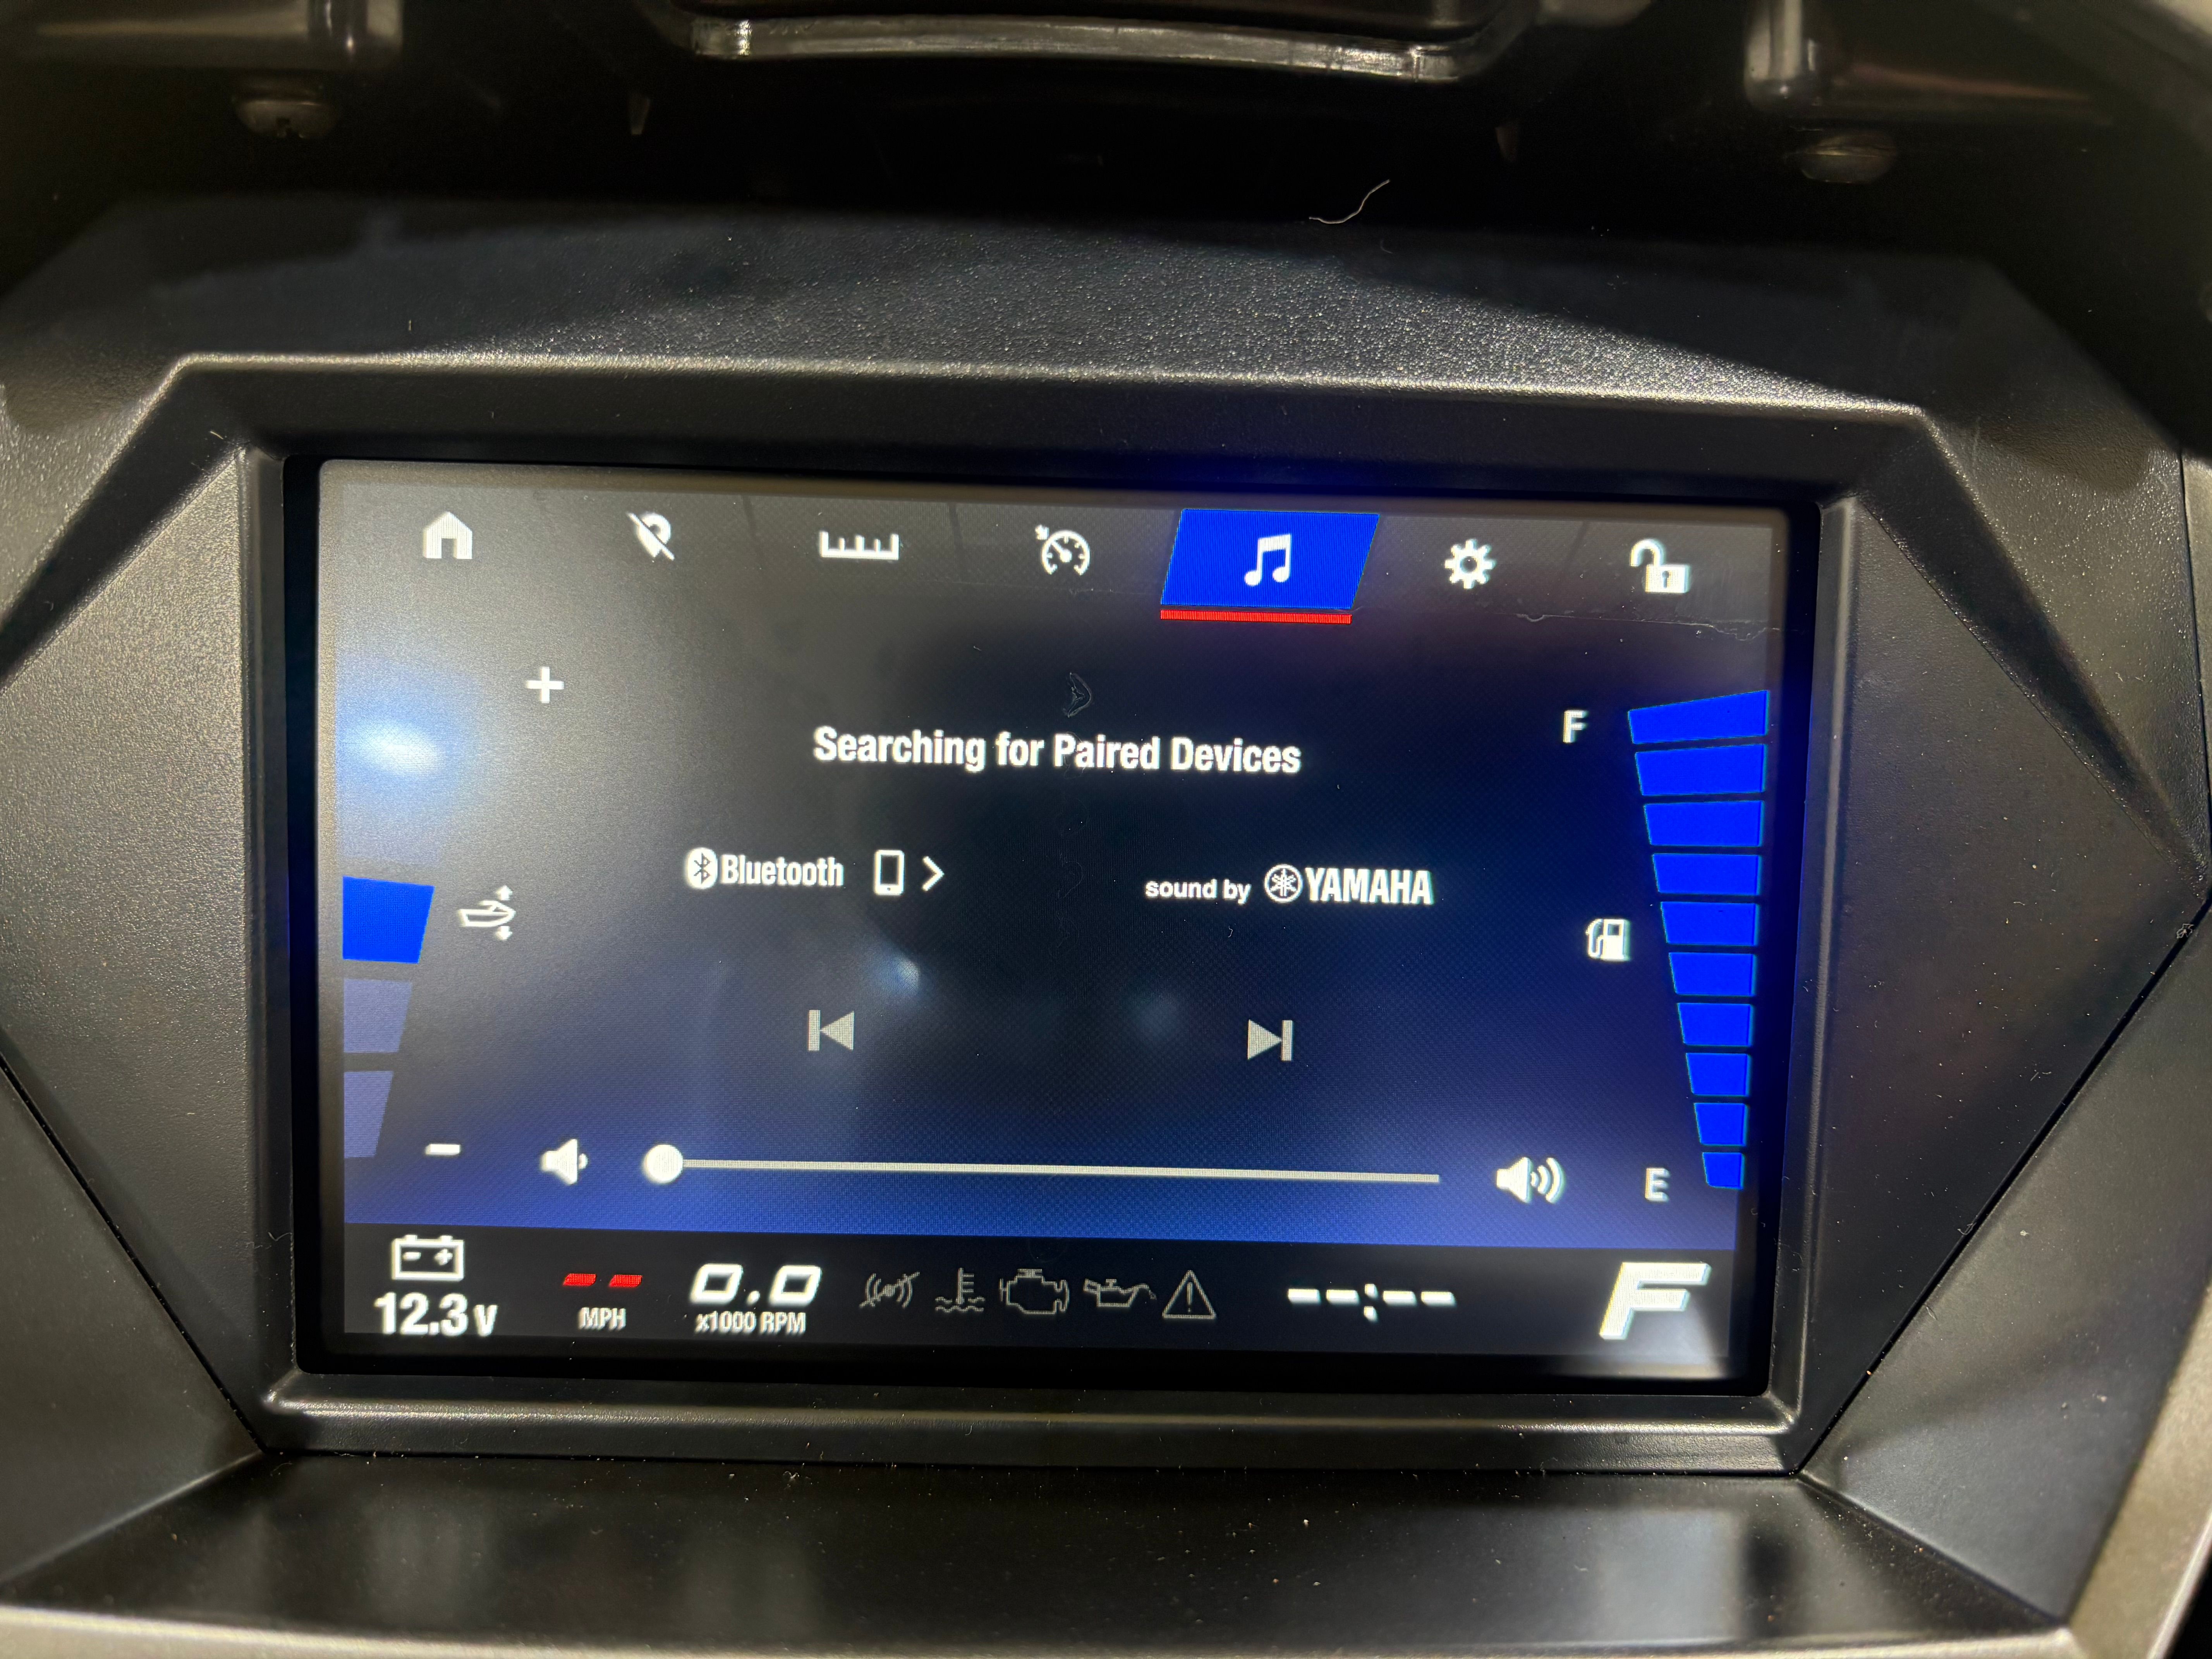 Searching for Paired Devices
F
Bluetooth
sound by YAMAHA
E
12.3V
-- MPH
0.0 x1000 RPM
--:--
F